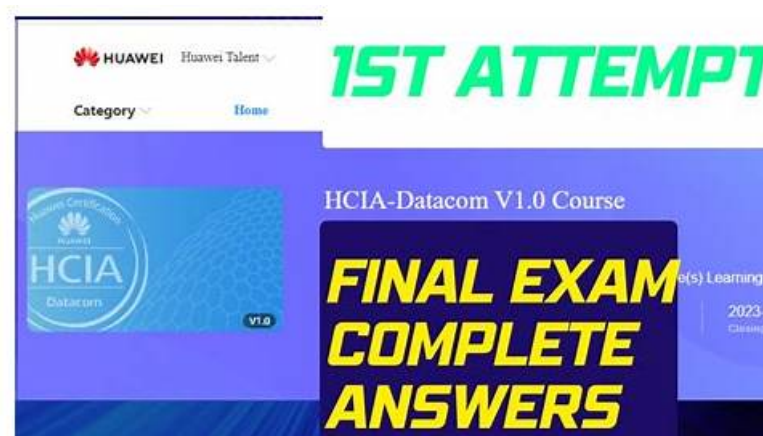 HUAWEI Huawei Talent
1ST ATTEMPT
Category Home
HCIA-Datacom V1.0 Course
Huawei Certification
HUAWEI
HCIA
Datacom
V1.0
FINAL EXAM
COMPLETE
ANSWERS
e(s) Learning
2023-
Closing